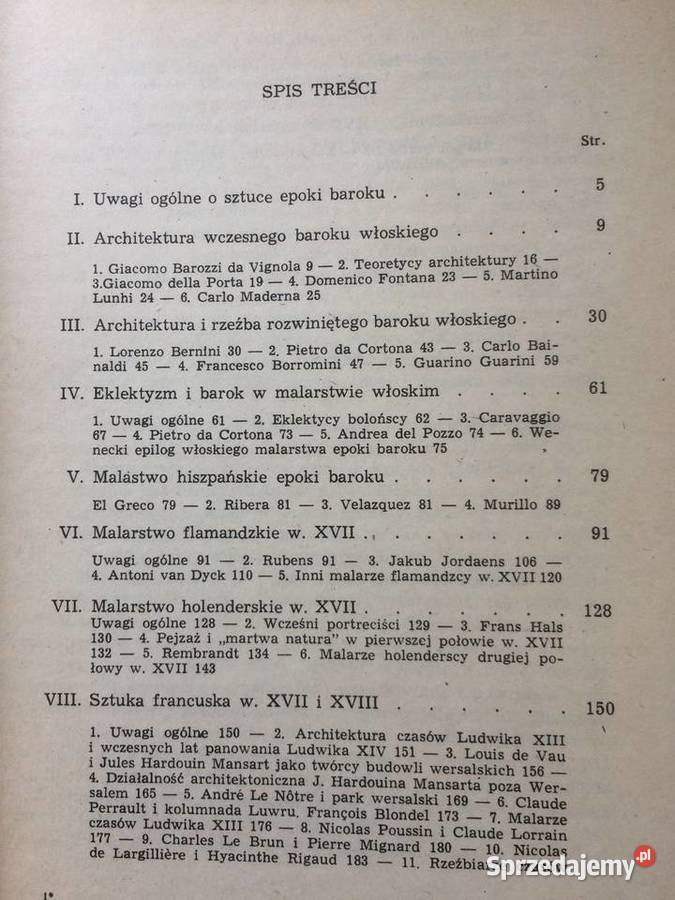 SPIS TREŚCI
Str.
I. Uwagi ogólne o sztuce epoki baroku . . . . . . 5
II. Architektura wczesnego baroku włoskiego . . . . 9
1. Giacomo Barozzi da Vignola 9 — 2. Teoretycy architektury 16 —
3.Giacomo della Porta 19 — 4. Domenico Fontana 23 — 5. Martino
Lunhi 24 — 6. Carlo Maderna 25
III. Architektura i rzeźba rozwiniętego baroku włoskiego . . 30
1. Lorenzo Bernini 30 — 2. Pietro da Cortona 43 — 3. Carlo Bai-
naldi 45 — 4. Francesco Borromini 47 — 5. Guarino Guarini 59
IV. Eklektyzm i barok w malarstwie włoskim . . . . 61
1. Uwagi ogólne 61 — 2. Eklektycy bolońscy 62 — 3. Caravaggio
67 — 4. Pietro da Cortona 73 — 5. Andrea del Pozzo 74 — 6. We-
necki epilog włoskiego malarstwa epoki baroku 75
V. Malastwo hiszpańskie epoki baroku . . . . . . 79
El Greco 79 — 2. Ribera 81 — 3. Velazquez 81 — 4. Murillo 89
VI. Malarstwo flamandzkie w. XVII . . . . . . . 91
Uwagi ogólne 91 — 2. Rubens 91 — 3. Jakub Jordaens 106 —
4. Antoni van Dyck 110 — 5. Inni malarze flamandzcy w. XVII 120
VII. Malarstwo holenderskie w. XVII . . . . . . . 128
Uwagi ogólne 128 — 2. Wcześni portreciści 129 — 3. Frans Hals
130 — 4. Pejzaż i „martwa natura" w pierwszej połowie w. XVII
132 — 5. Rembrandt 134 — 6. Malarze holenderscy drugiej po-
łowy w. XVII 143
VIII. Sztuka francuska w. XVII i XVIII . . . . . . 150
1. Uwagi ogólne 150 — 2. Architektura czasów Ludwika XIII
i wczesnych lat panowania Ludwika XIV 151 — 3. Louis de Vau
i Jules Hardouin Mansart jako twórcy budowli wersalskich 156 —
4. Działalność architektoniczna J. Hardouina Mansarta poza Wer-
salem 165 — 5. André Le Nôtre i park wersalski 169 — 6. Claude
Perrault i kolumnada Luwru. François Blondel 173 — 7. Malarze
czasów Ludwika XIII 176 — 8. Nicolas Poussin i Claude Lorrain
177 — 9. Charles Le Brun i Pierre Mignard 180 — 10. Nicolas
de Largillière i Hyacinthe Rigaud 183 — 11. Rzeźbia
1*
Sprzedajemy.pl